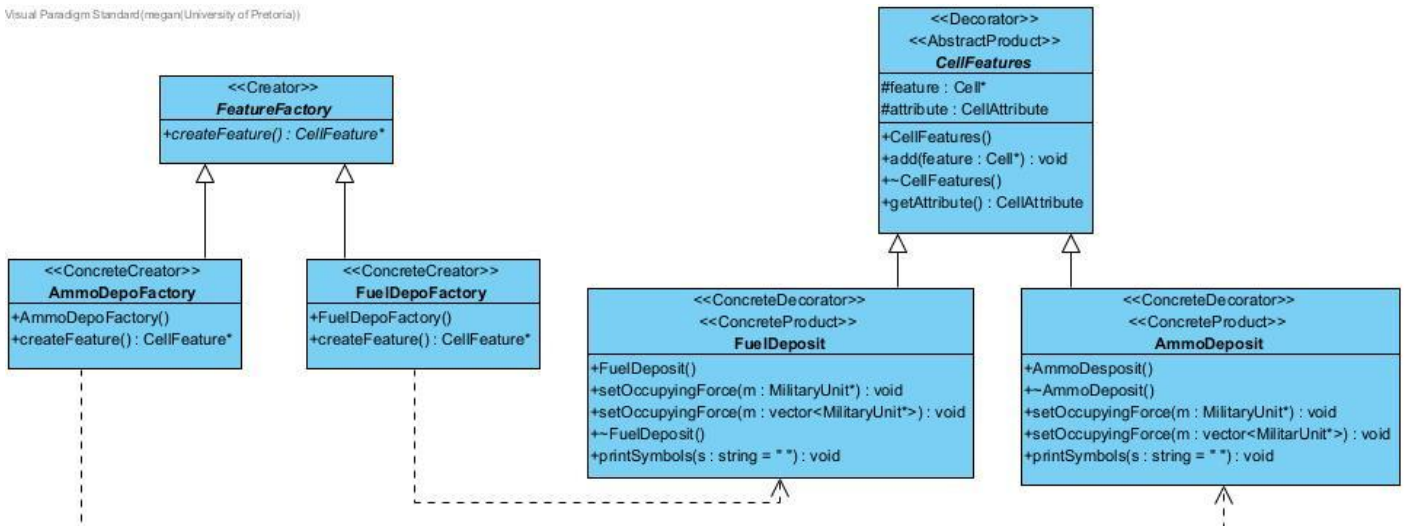 Visual Paradigm Standard(megan(University of Pretoria))
<<Creator>>
FeatureFactory
+createFeature() : CellFeature*
<<ConcreteCreator>>
AmmoDepoFactory
+AmmoDepoFactory()
+createFeature() : CellFeature*
<<ConcreteCreator>>
FuelDepoFactory
+FuelDepoFactory()
+createFeature() : CellFeature*
<<Decorator>>
<<AbstractProduct>>
CellFeatures
#feature : Cell*
#attribute : CellAttribute
+CellFeatures()
+add(feature : Cell*) : void
+~CellFeatures()
+getAttribute() : CellAttribute
<<ConcreteDecorator>>
<<ConcreteProduct>>
FuelDeposit
+FuelDeposit()
+setOccupyingForce(m : MilitaryUnit*) : void
+setOccupyingForce(m : vector<MilitaryUnit*>) : void
+~FuelDeposit()
+printSymbols(s : string = " ") : void
<<ConcreteDecorator>>
<<ConcreteProduct>>
AmmoDeposit
+AmmoDesposit()
+~AmmoDeposit()
+setOccupyingForce(m : MilitaryUnit*) : void
+setOccupyingForce(m : vector<MilitarUnit*>) : void
+printSymbols(s : string = " ") : void